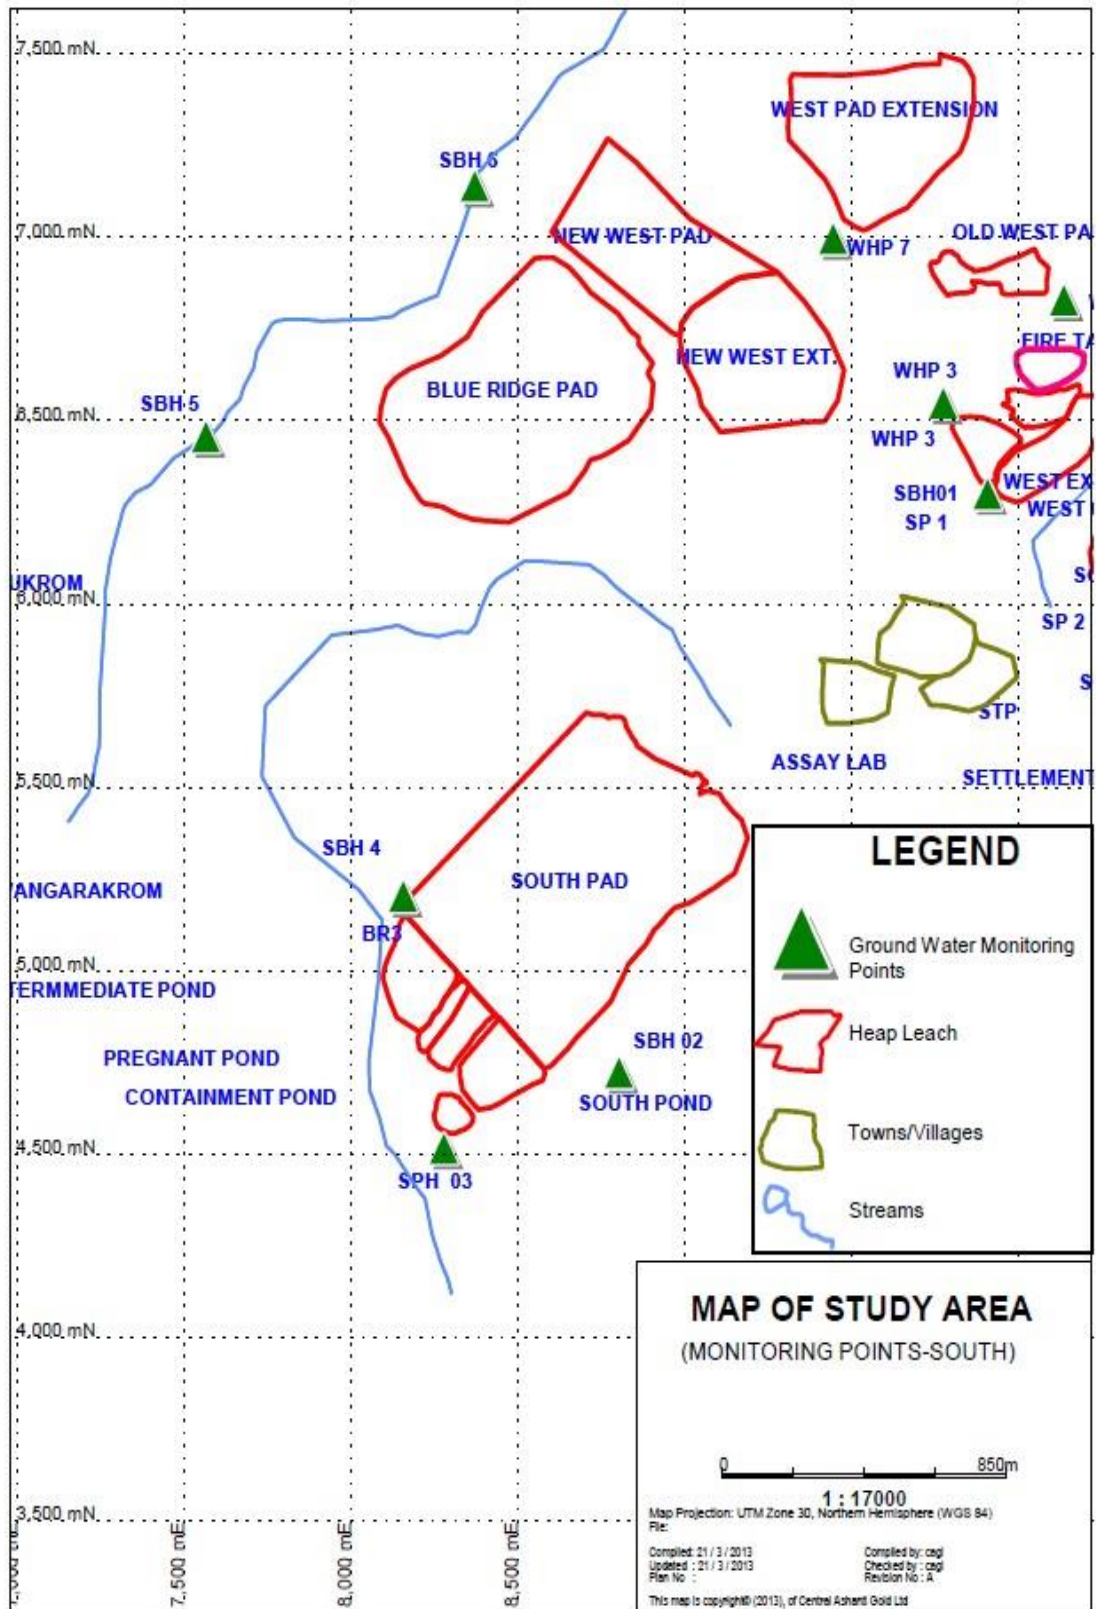 7,500 mN
WEST PAD EXTENSION
SBH 6
7,000 mN
NEW WEST PAD
WHP 7
OLD WEST PA
FIRE TA
NEW WEST EXT.
WHP 3
BLUE RIDGE PAD
SBH 5
6,500 mN
WHP 3
WEST EX
SBH01
WEST
SP 1
UKROM
6,000 mN
SP 2
STP
ASSAY LAB
5,500 mN
SETTLEMENT
SBH 4
SOUTH PAD
ANGARAKROM
BR3
5,000 mN
TERMMEDIATE POND
SBH 02
PREGNANT POND
CONTAINMENT POND
SOUTH POND
4,500 mN
SPH 03
4,000 mN
3,500 mN
7,000 mE
7,500 mE
8,000 mE
8,500 mE
LEGEND
Ground Water Monitoring
Points
Heap Leach
Towns/Villages
Streams
MAP OF STUDY AREA
(MONITORING POINTS-SOUTH)
0 850m
1 : 17000
Map Projection: UTM Zone 30, Northern Hemisphere (WGS 84)
File:
Compiled: 21 / 3 / 2013 Compiled by: cagl
Updated : 21 / 3 / 2013 Checked by : cagl
Plan No : Revision No : A
This map is copyright© (2013), of Central Ashanti Gold Ltd